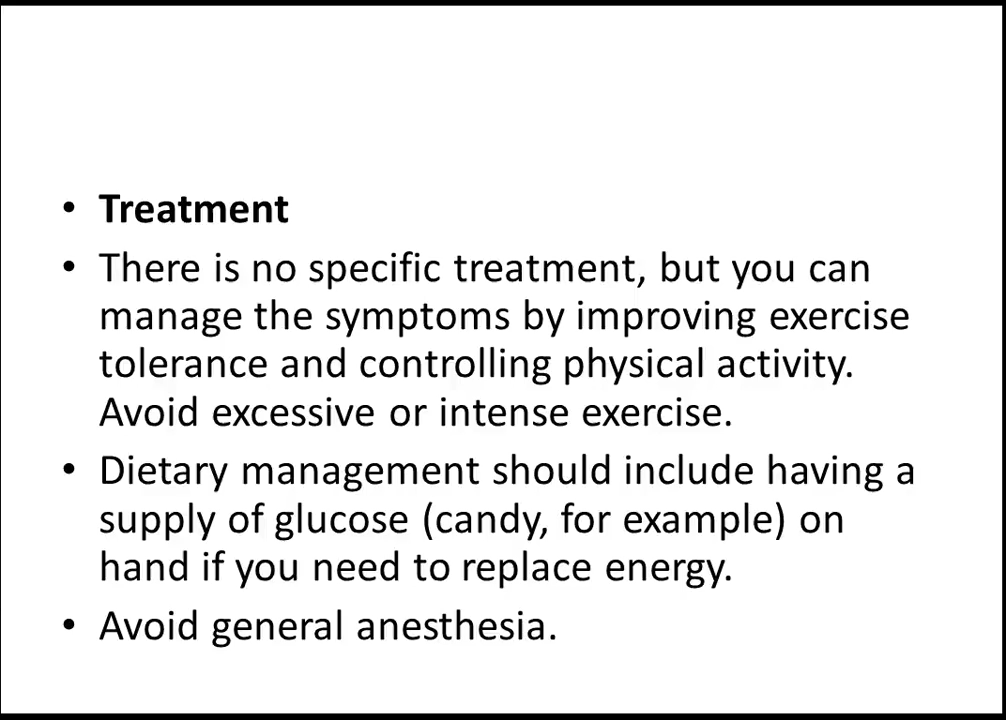 • Treatment
• There is no specific treatment, but you can
manage the symptoms by improving exercise
tolerance and controlling physical activity.
Avoid excessive or intense exercise.
• Dietary management should include having a
supply of glucose (candy, for example) on
hand if you need to replace energy.
• Avoid general anesthesia.